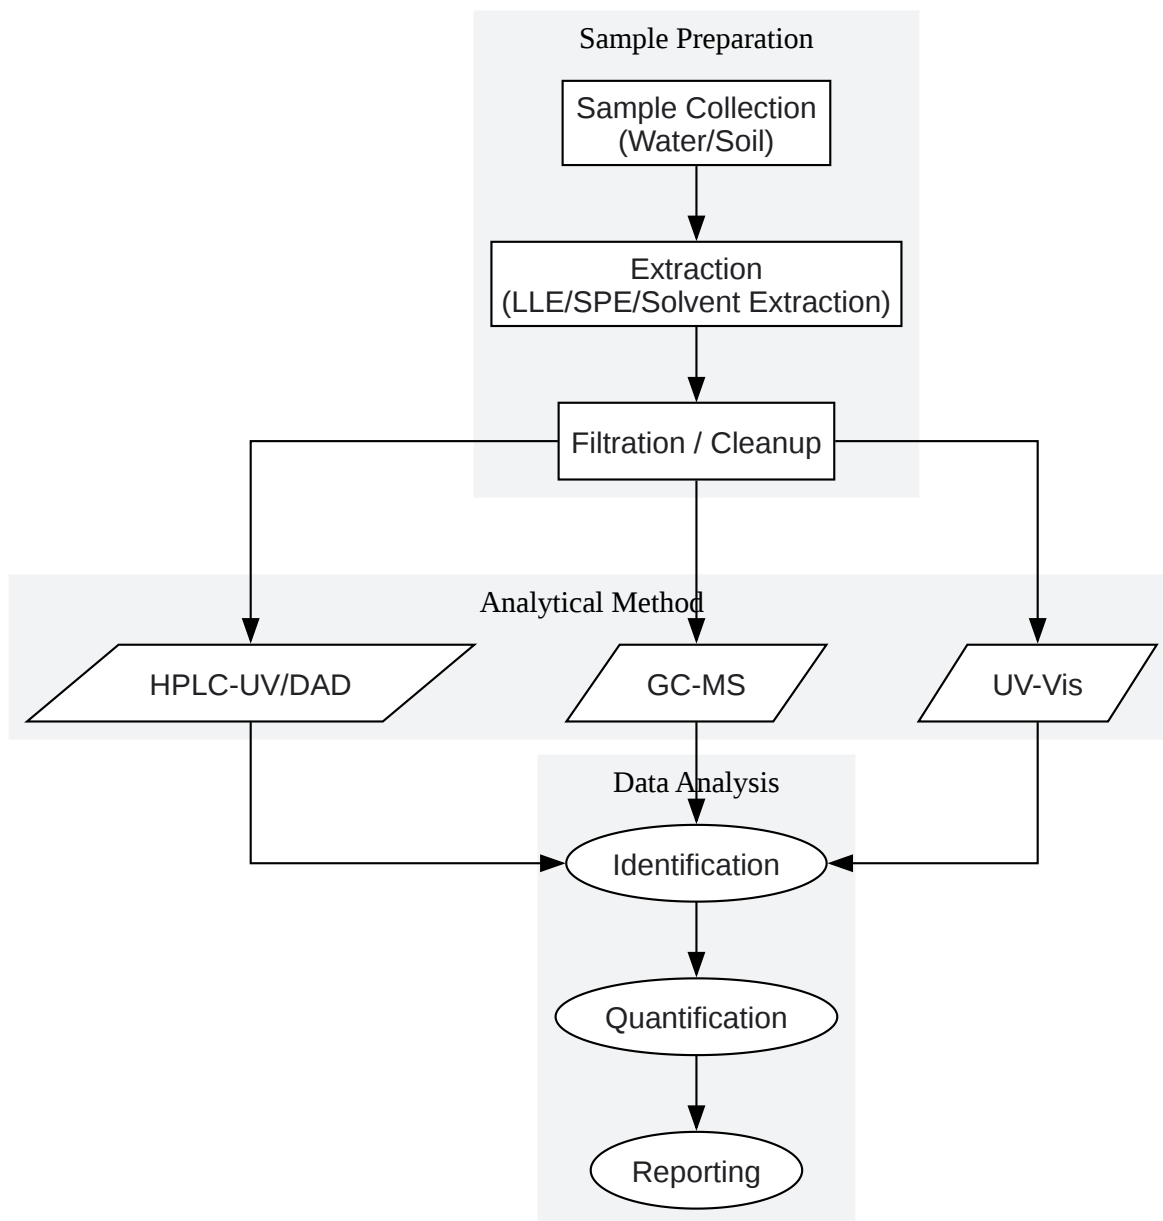 Sample Preparation
Sample Collection
(Water/Soil)
Extraction
(LLE/SPE/Solvent Extraction)
Filtration / Cleanup
Analytical Method
HPLC-UV/DAD
GC-MS
UV-Vis
Data Analysis
Identification
Quantification
Reporting